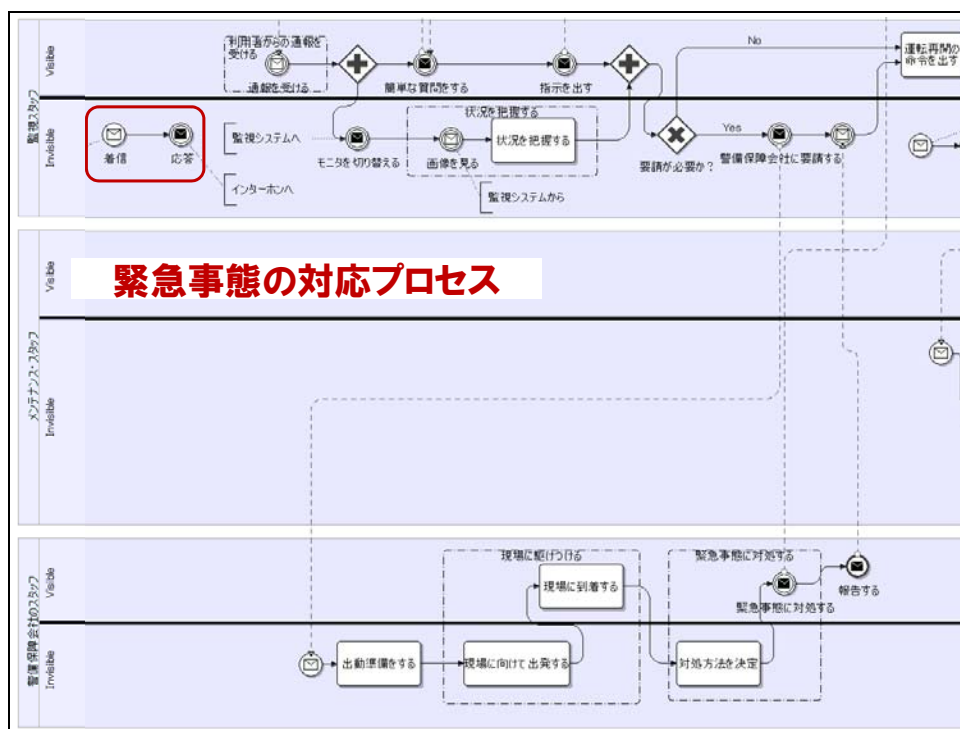 監視スタッフ
Visible
Invisible
利用者からの通報を
受ける
通報を受ける
簡単な質問をする
指示を出す
No
運転再開の
命令を出す
着信
応答
監視システムへ
インターホンへ
モニタを切り替える
状況を把握する
画像を見る
状況を把握する
監視システムから
要請が必要か?
Yes
警備保障会社に要請する
メンテナンス・スタッフ
Visible
Invisible
緊急事態の対応プロセス
警備保障会社のスタッフ
Visible
Invisible
現場に駆けつける
現場に到着する
緊急事態に対処する
緊急事態に対処する
報告する
出動準備をする
現場に向けて出発する
対処方法を決定